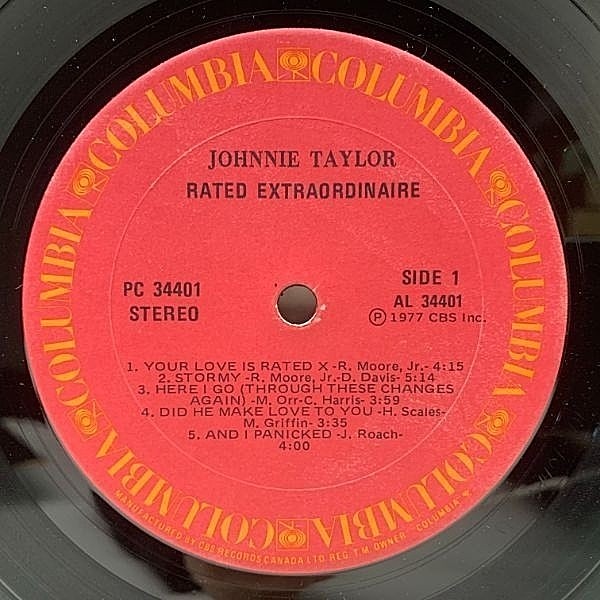 COLUMBIA COLUMBIA COLUMBIA COLUMBIA COLUMBIA COLUMBIA
JOHNNIE TAYLOR
RATED EXTRAORDINAIRE
PC 34401
STEREO
SIDE 1
AL 34401
Ⓟ 1977 CBS Inc.
1. YOUR LOVE IS RATED X -R. Moore, Jr.- 4:15
2. STORMY -R. Moore, Jr.-D. Davis- 5:14
3. HERE I GO (THROUGH THESE CHANGES
AGAIN) -M. Orr-C. Harris- 3:59
4. DID HE MAKE LOVE TO YOU -H. Scales-
M. Griffin- 3:35
5. AND I PANICKED -J. Roach-
4:00
MANUFACTURED BY CBS RECORDS CANADA LTD. REG. T.M. OWNER "COLUMBIA"